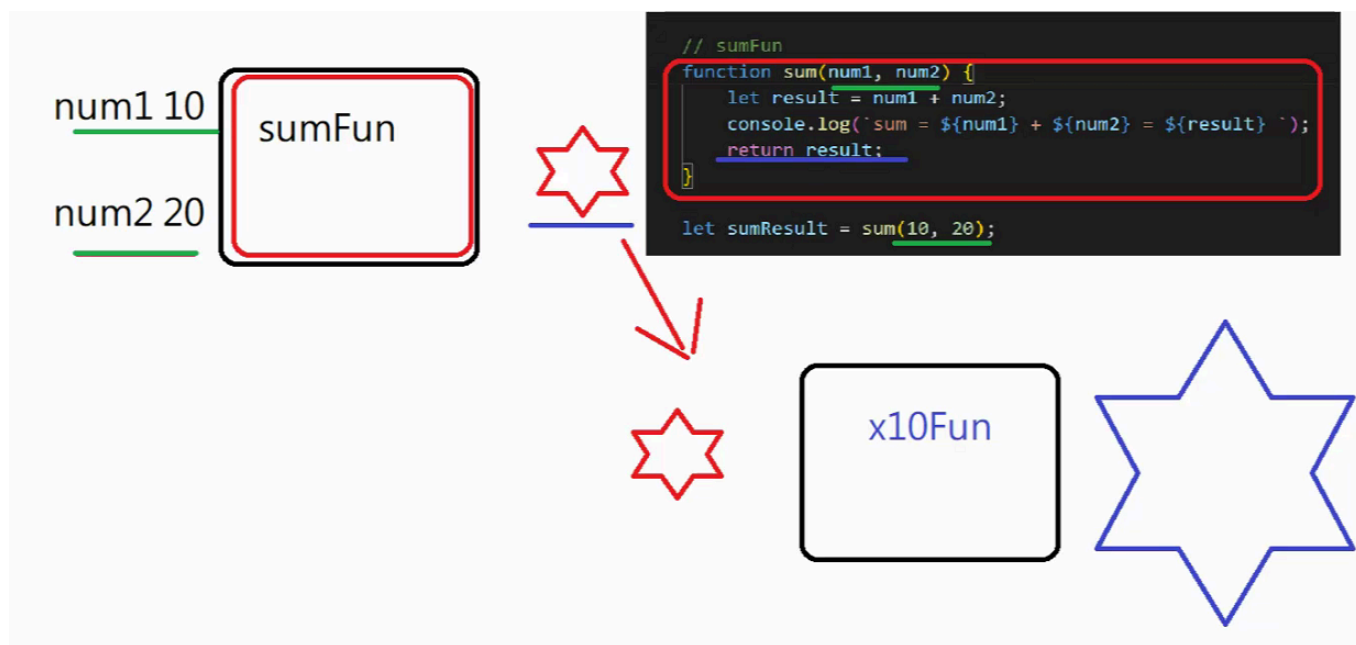 num1 10
num2 20
sumFun
// sumFun
function sum(num1, num2) {
let result = num1 + num2;
console.log(`sum = ${num1} + ${num2} = ${result} `);
return result;
}
let sumResult = sum(10, 20);
x10Fun